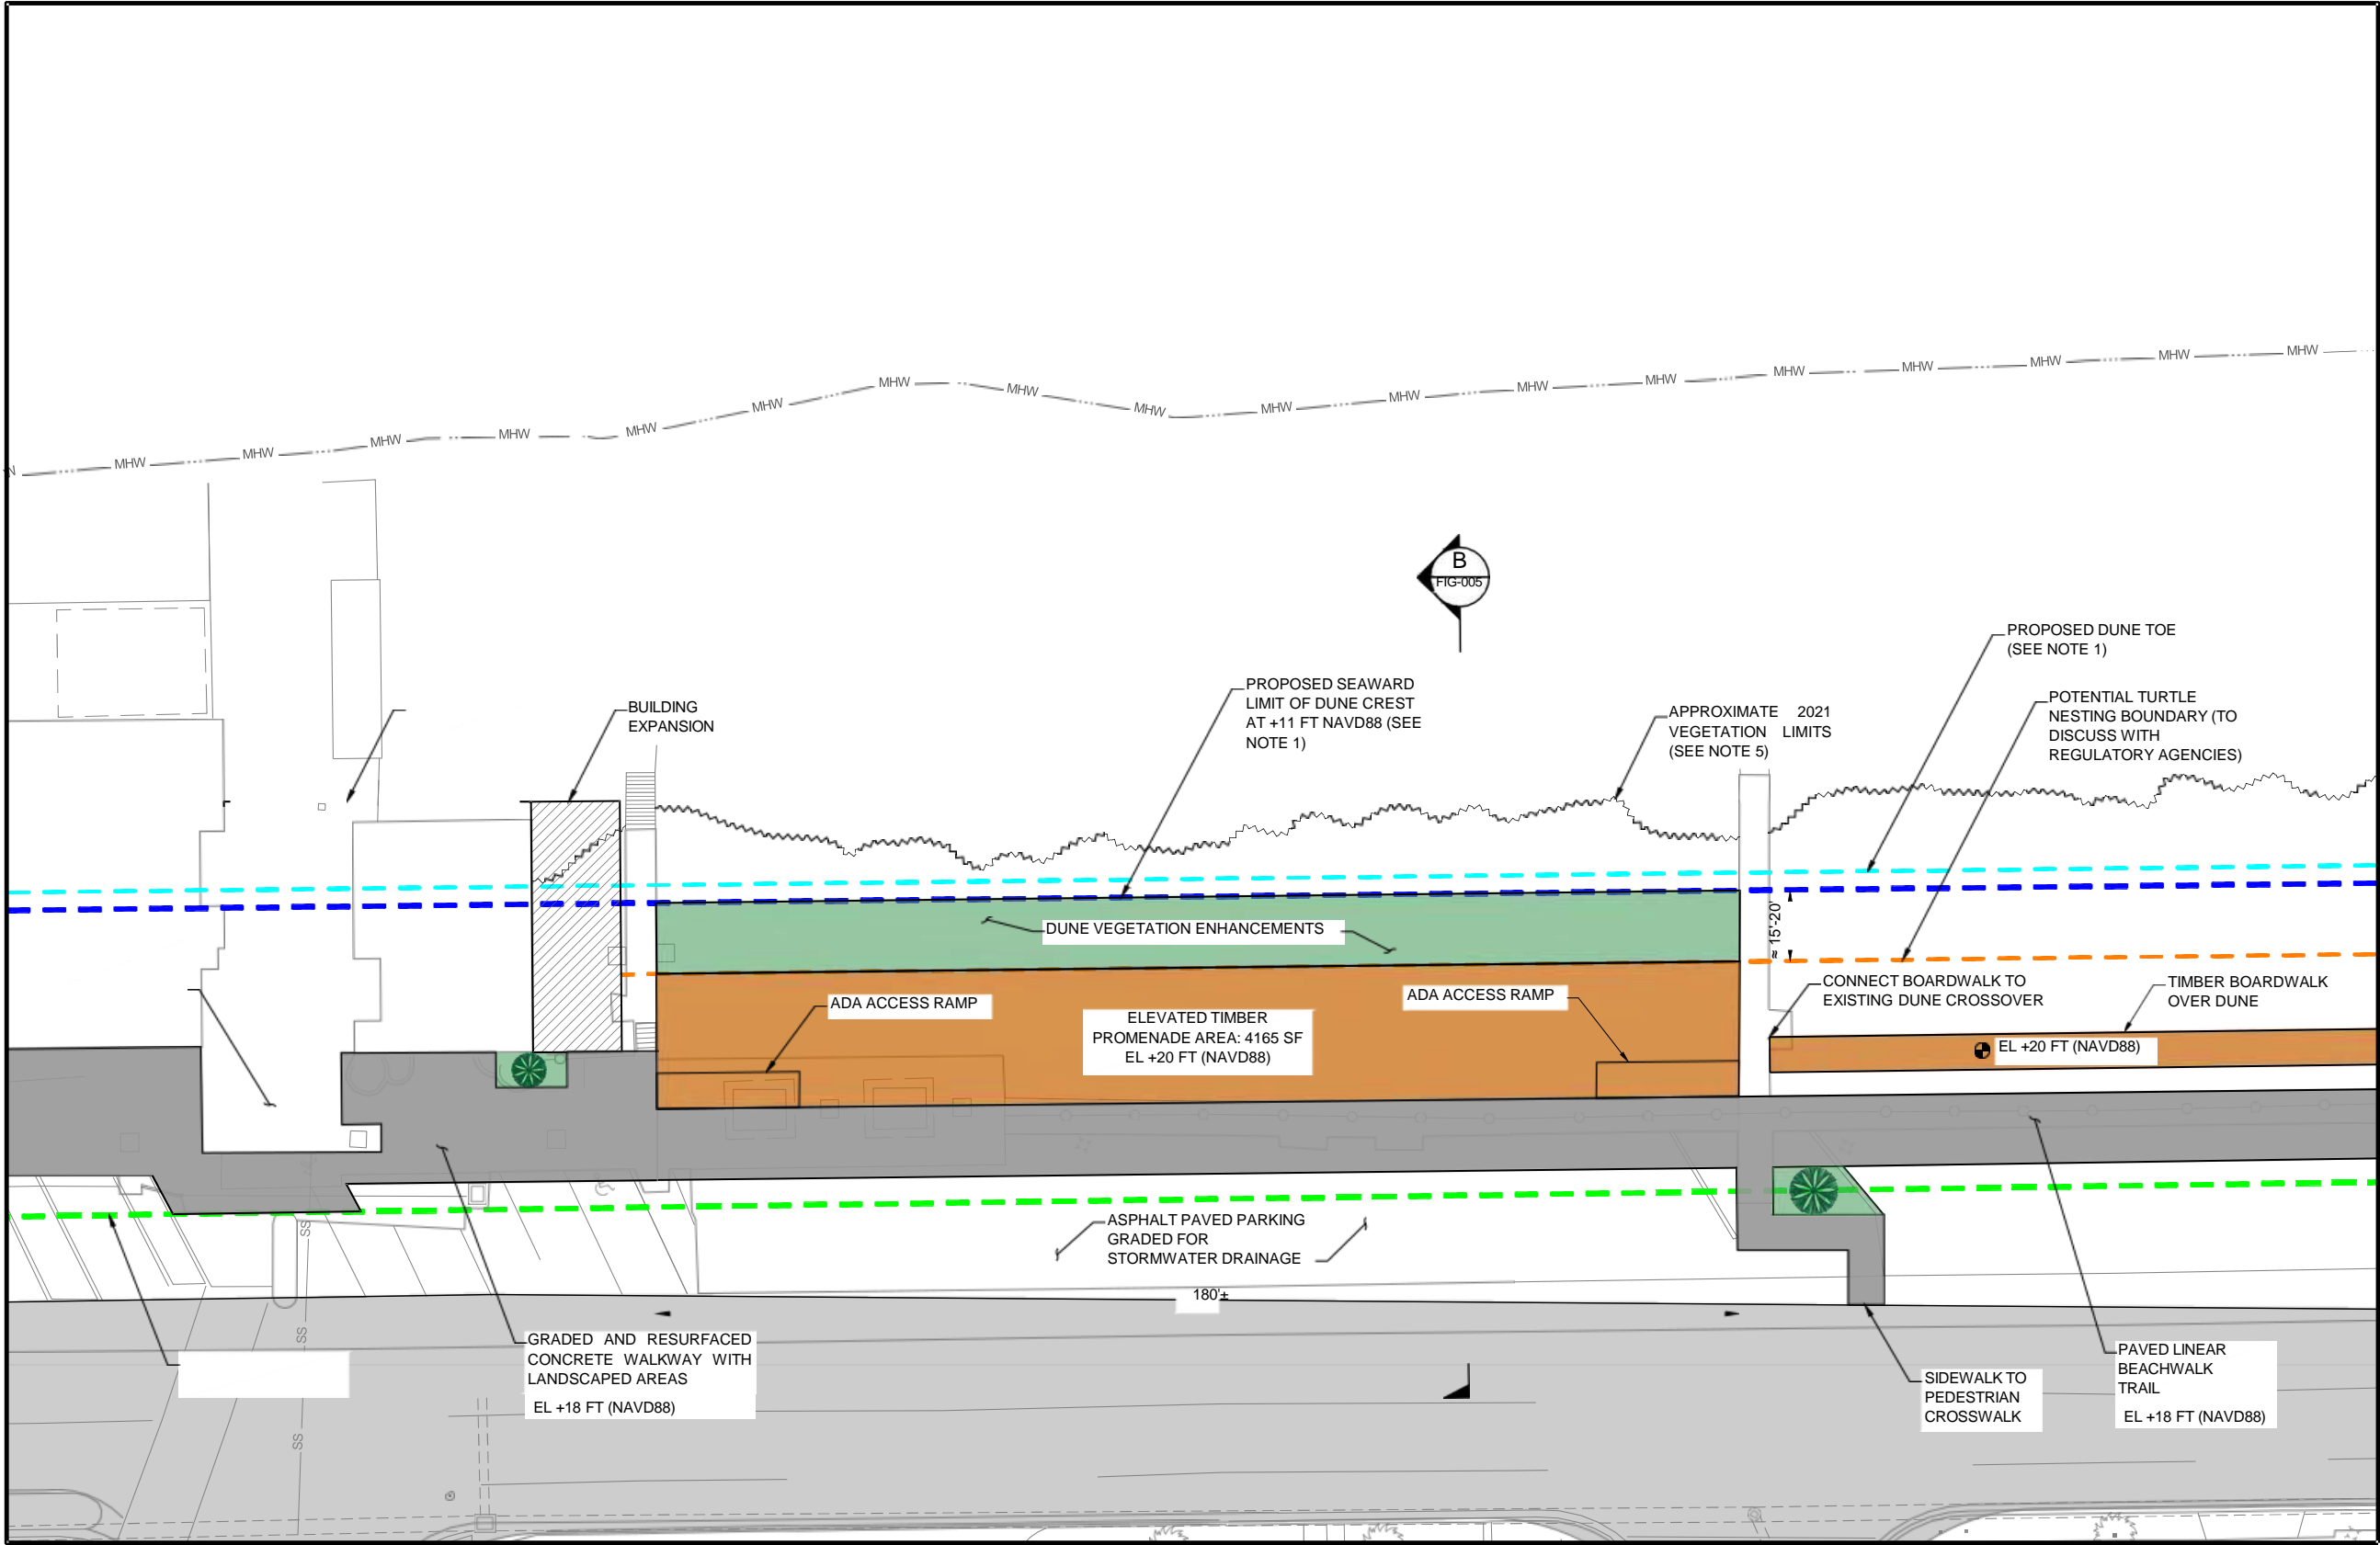 MHW MHW MHW MHW MHW MHW MHW MHW MHW MHW MHW MHW MHW MHW MHW MHW MHW MHW
N
B
FIG-005
PROPOSED DUNE TOE
(SEE NOTE 1)
PROPOSED SEAWARD
LIMIT OF DUNE CREST
AT +11 FT NAVD88 (SEE
NOTE 1)
BUILDING
EXPANSION
APPROXIMATE 2021
VEGETATION LIMITS
(SEE NOTE 5)
POTENTIAL TURTLE
NESTING BOUNDARY (TO
DISCUSS WITH
REGULATORY AGENCIES)
DUNE VEGETATION ENHANCEMENTS
≈ 15'-20'
ADA ACCESS RAMP
ADA ACCESS RAMP
ELEVATED TIMBER
PROMENADE AREA: 4165 SF
EL +20 FT (NAVD88)
CONNECT BOARDWALK TO
EXISTING DUNE CROSSOVER
TIMBER BOARDWALK
OVER DUNE
EL +20 FT (NAVD88)
ASPHALT PAVED PARKING
GRADED FOR
STORMWATER DRAINAGE
180'±
SS
SS
SS
GRADED AND RESURFACED
CONCRETE WALKWAY WITH
LANDSCAPED AREAS
EL +18 FT (NAVD88)
SIDEWALK TO
PEDESTRIAN
CROSSWALK
PAVED LINEAR
BEACHWALK
TRAIL
EL +18 FT (NAVD88)